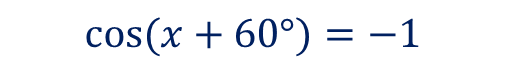 cos(x + 60°) = −1